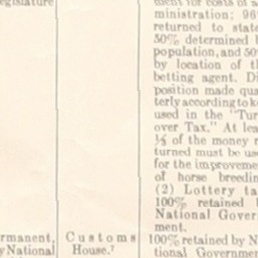 egislature
ment for costs of a
ministration; 96
returned to state
50% determined b
population, and 50
by location of th
betting agent. Di
position made qua
terly according to k
used in the "Tur
over Tax." At lea
⅓ of the money r
turned must be us
for the improveme
of horse breedin
(2) Lottery ta
100% retained b
National Gover
ment.
rmanent,
y National
Customs
House.⁷
100% retained by N
tional Governm